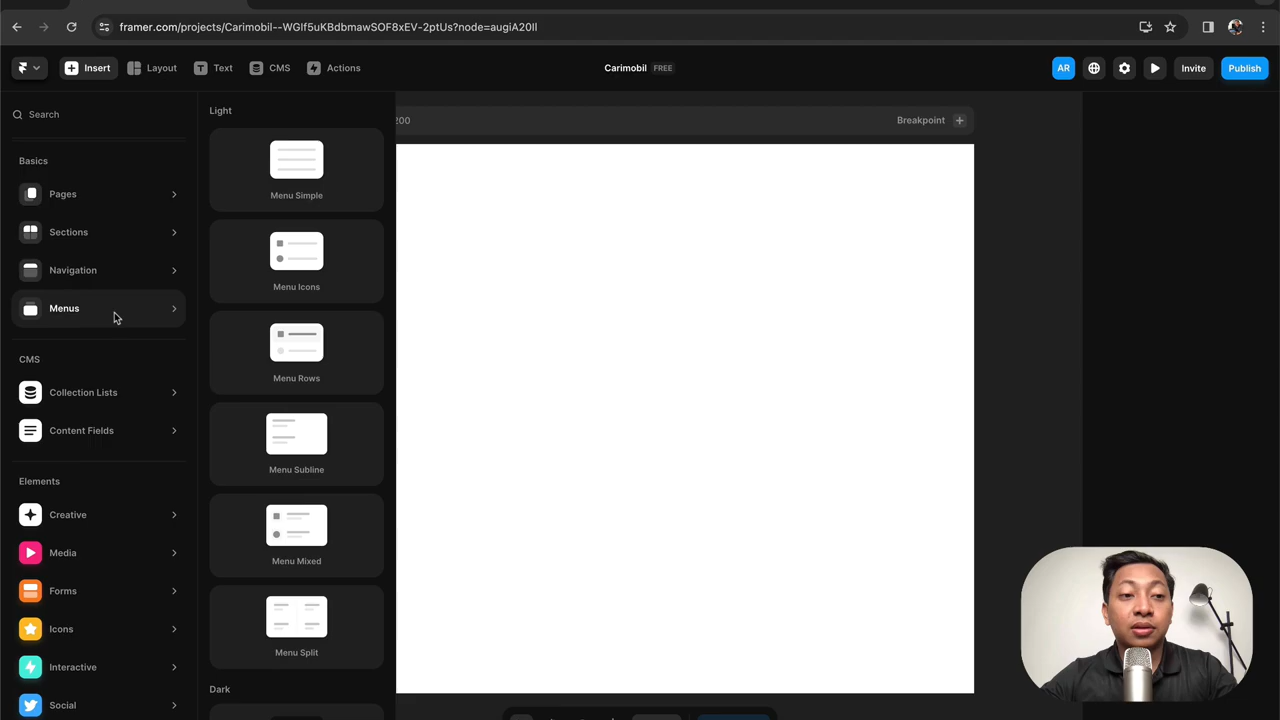 framer.com/projects/Carimobil--WGlf5uKBdbmawSOF8xEV-2ptUs?node=augiA20Il
Insert
Layout
Text
CMS
Actions
Carimobil
FREE
AR
Invite
Publish
Search
Light
200
Breakpoint
Basics
Pages
Menu Simple
Sections
Navigation
Menu Icons
Menus
CMS
Menu Rows
Collection Lists
Content Fields
Menu Subline
Elements
Creative
Media
Menu Mixed
Forms
Icons
Menu Split
Interactive
Dark
Social